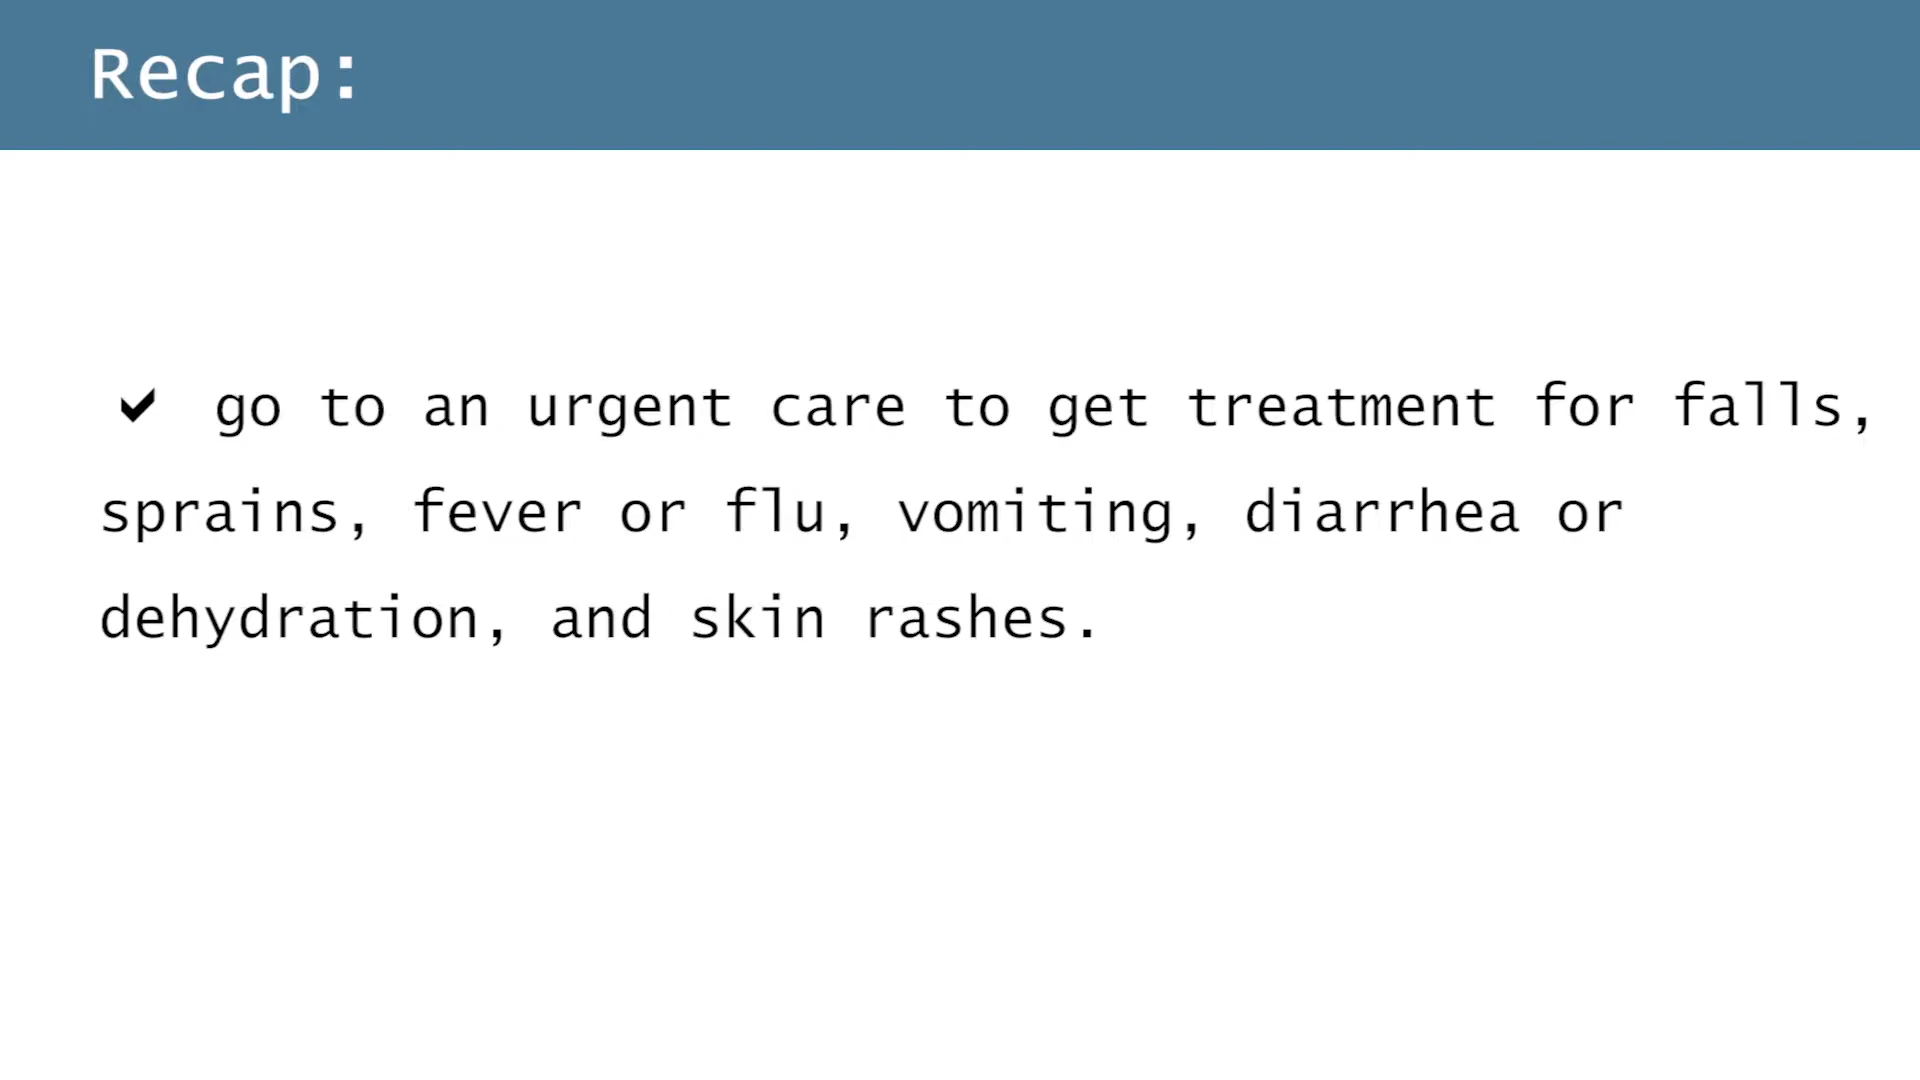 Recap:
✔ go to an urgent care to get treatment for falls,
sprains, fever or flu, vomiting, diarrhea or
dehydration, and skin rashes.